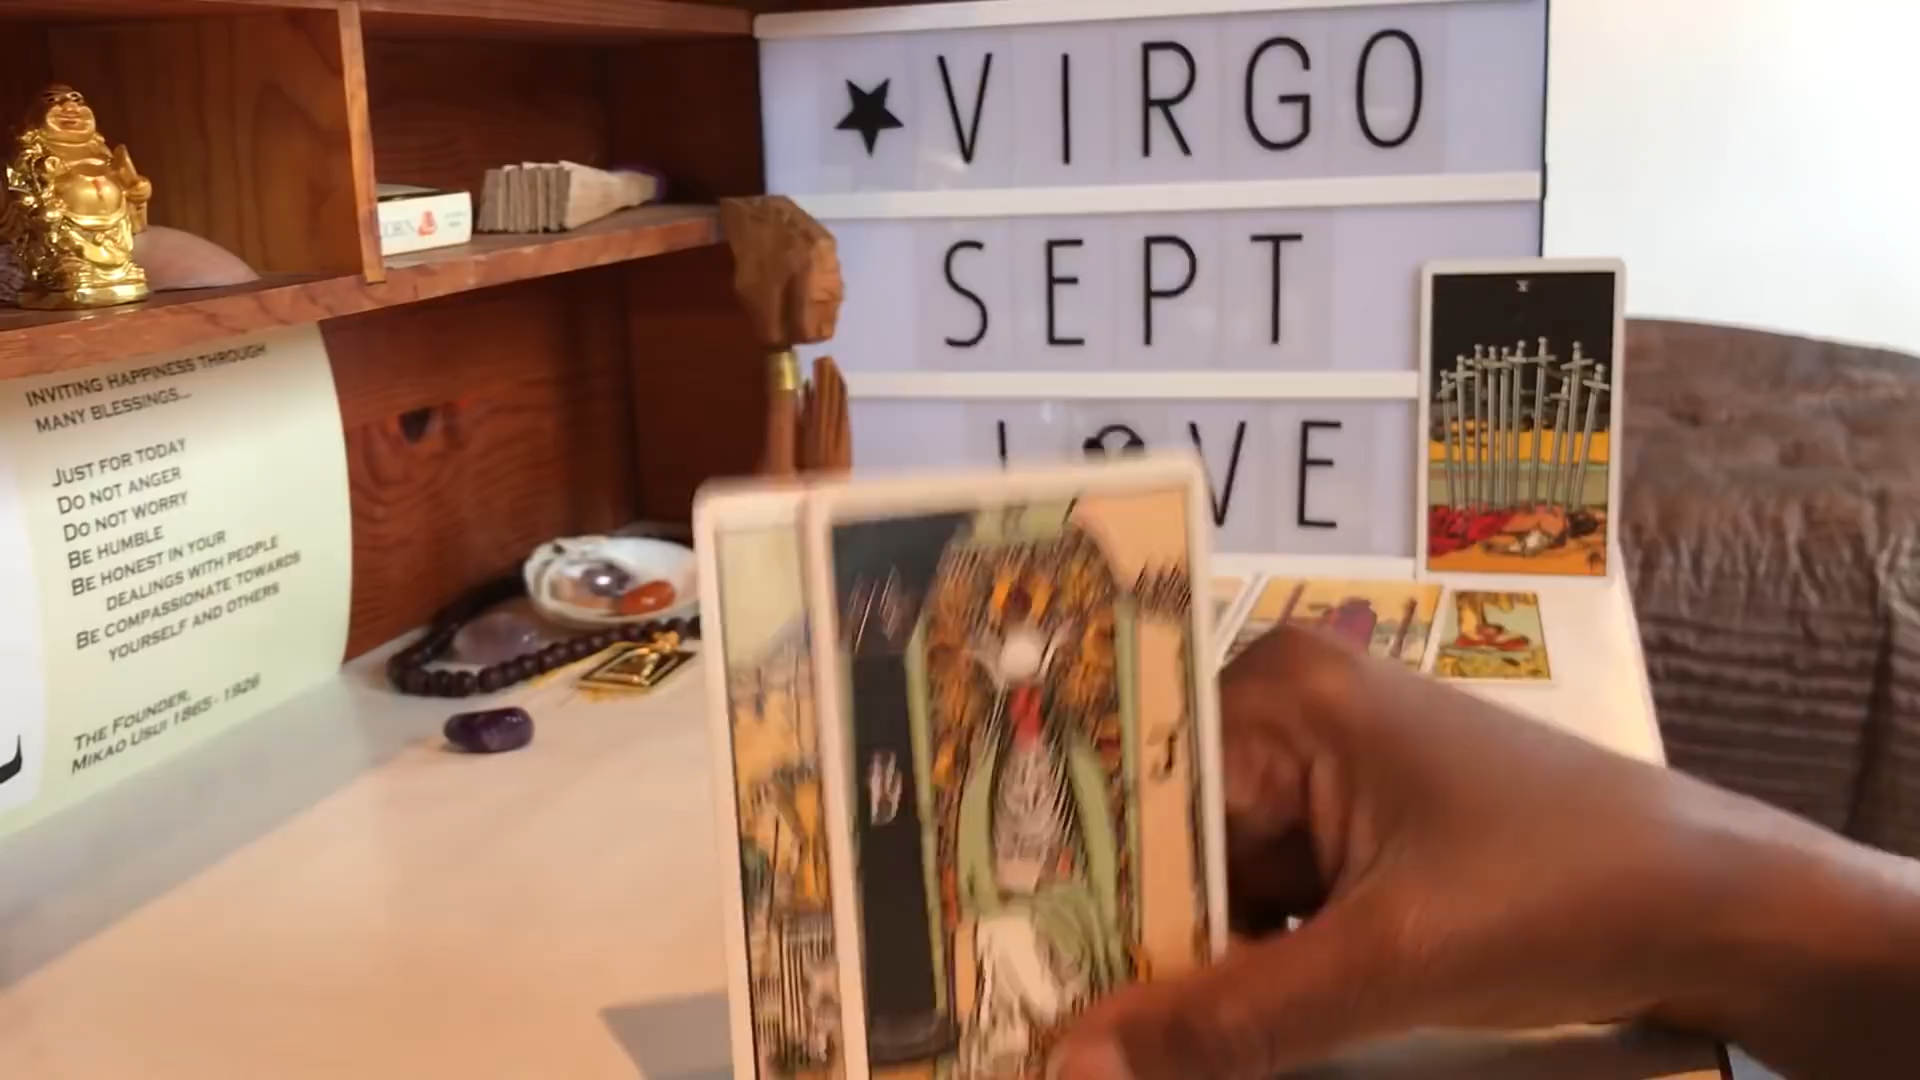 ★VIRGO
SEPT
LOVE
X
INVITING HAPPINESS THROUGH
MANY BLESSINGS...
JUST FOR TODAY
DO NOT ANGER
DO NOT WORRY
BE HUMBLE
BE HONEST IN YOUR
DEALINGS WITH PEOPLE
BE COMPASSIONATE TOWARDS
YOURSELF AND OTHERS
THE FOUNDER,
MIKAO USUI 1865-1926